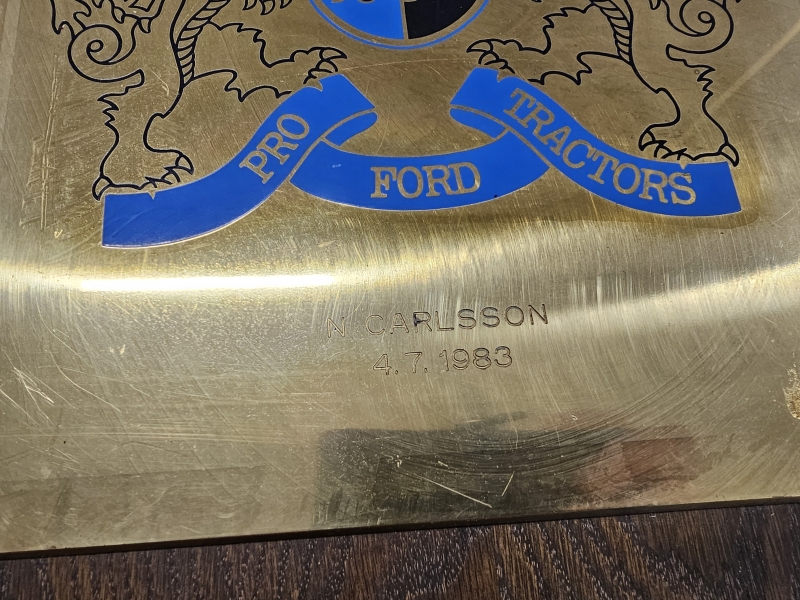 PRO FORD TRACTORS
N. CARLSSON
4.7.1983